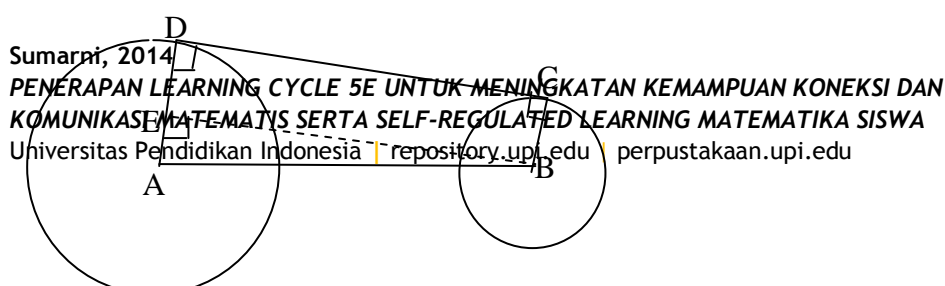 D
Sumarni, 2014
C
PENERAPAN LEARNING CYCLE 5E UNTUK MENINGKATAN KEMAMPUAN KONEKSI DAN
E
KOMUNIKASI MATEMATIS SERTA SELF-REGULATED LEARNING MATEMATIKA SISWA
Universitas Pendidikan Indonesia | repository.upi.edu | perpustakaan.upi.edu
B
A